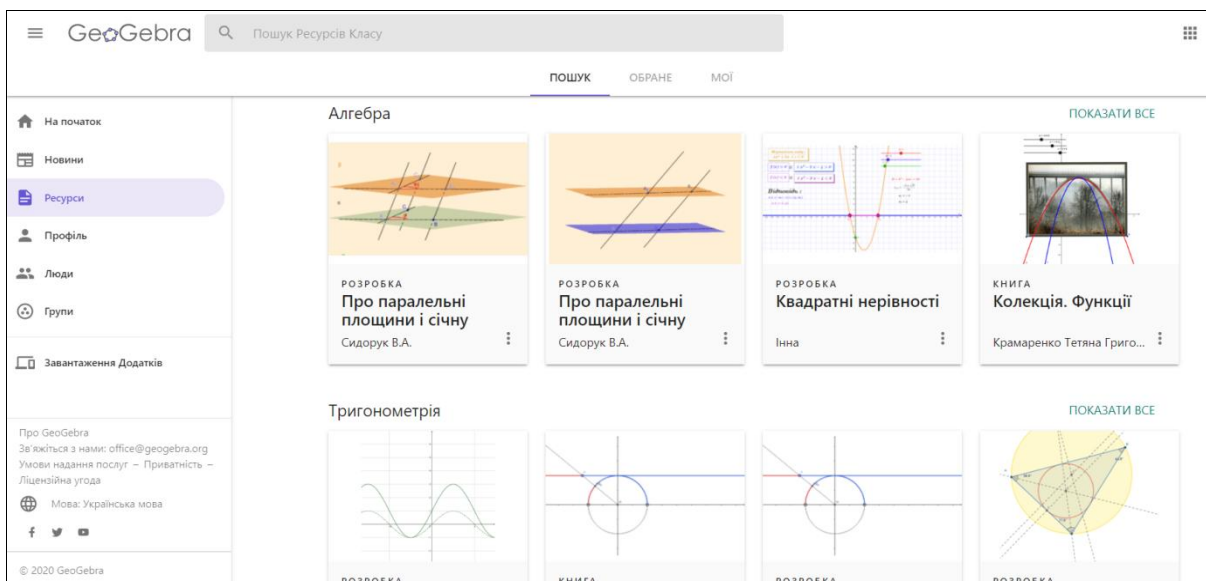 GeoGebra
Пошук Ресурсів Класу
ПОШУК ОБРАНЕ МОЇ
На початок
Новини
Ресурси
Профіль
Люди
Групи
Завантаження Додатків
Про GeoGebra
Зв'яжіться з нами: office@geogebra.org
Умови надання послуг – Приватність –
Ліцензійна угода
Мова: Українська мова
© 2020 GeoGebra
Алгебра
ПОКАЗАТИ ВСЕ
РОЗРОБКА
Про паралельні
площини і січну
Сидорук В.А.
РОЗРОБКА
Про паралельні
площини і січну
Сидорук В.А.
РОЗРОБКА
Квадратні нерівності
Інна
КНИГА
Колекція. Функції
Крамаренко Тетяна Григо...
Тригонометрія
ПОКАЗАТИ ВСЕ
РОЗРОБКА
КНИГА
РОЗРОБКА
РОЗРОБКА